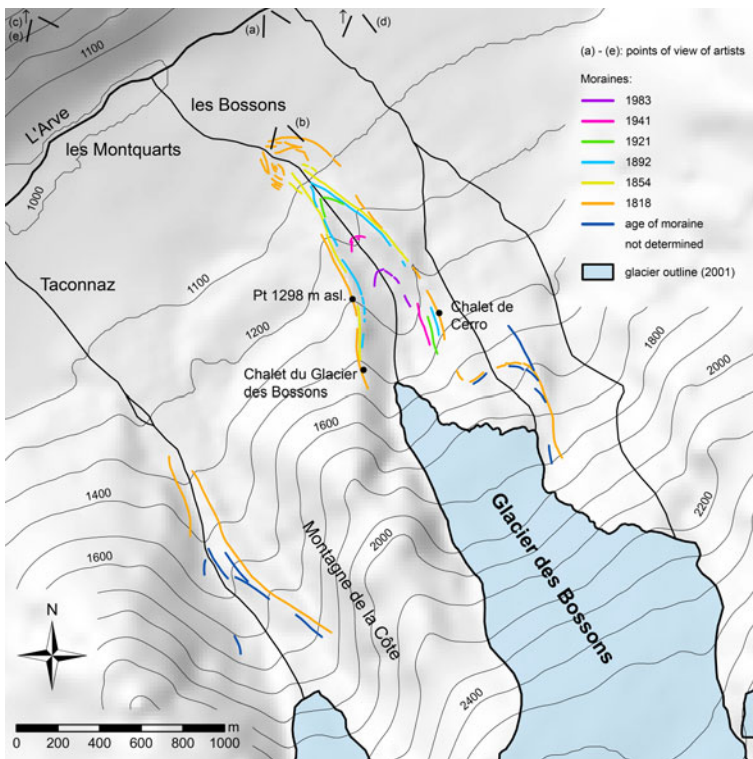 (c)
(e)
(a)
(d)
1100
L'Arve
les Bossons
(b)
les Montquarts
1000
(a) - (e): points of view of artists
Moraines:
1983
1941
1921
1892
1854
1818
age of moraine
not determined
glacier outline (2001)
Taconnaz
1100
Pt 1298 m asl.
1200
Chalet de
Cerro
Chalet du Glacier
des Bossons
1800
2000
1600
1400
1600
2000
2200
Montagne de la Côte
Glacier des Bossons
2400
N
0 200 400 600 800 1000 m